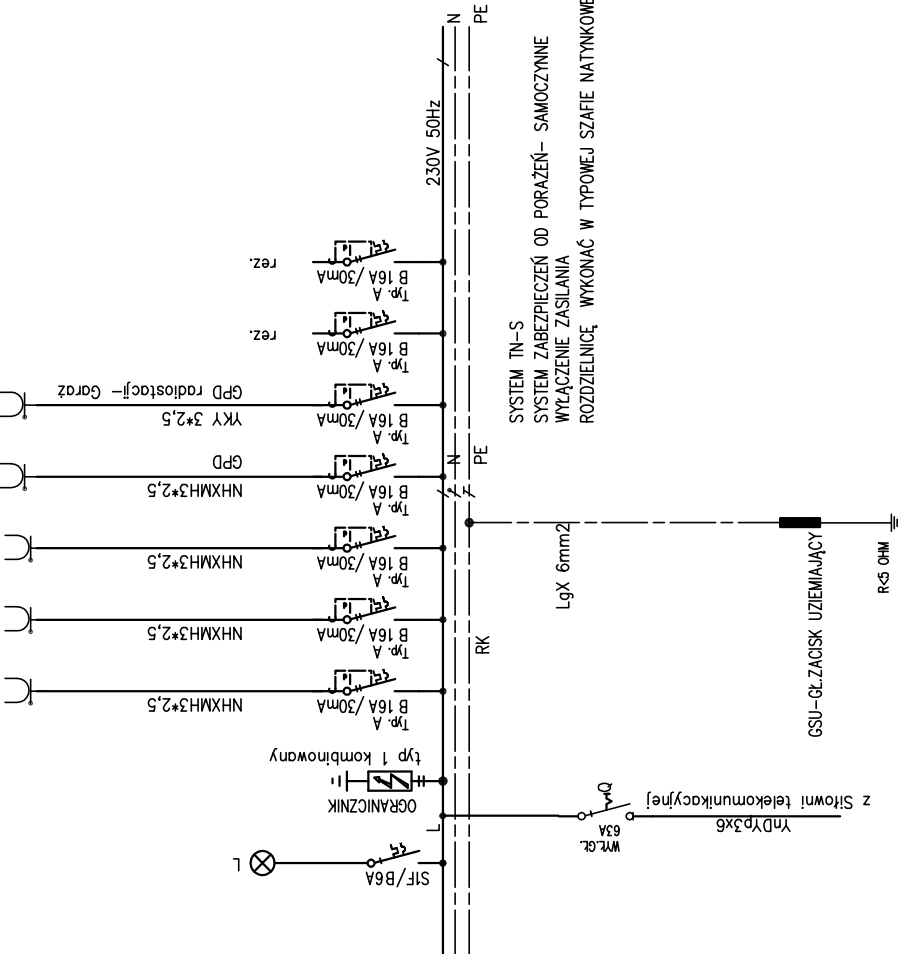 N
PE
230V 50Hz
SYSTEM TN-S
SYSTEM ZABEZPIECZEŃ OD PORAŻEŃ- SAMOCZYNNE
WYŁĄCZENIE ZASILANIA
ROZDZIELNICĘ WYKONAĆ W TYPOWEJ SZAFIE NATYNKOWE
rez.
B 16A/30mA
Typ. A
rez.
B 16A/30mA
Typ. A
GPD radiostacji- Garaż
YKY 3*2,5
B 16A/30mA
Typ. A
GPD
NHXMH3*2,5
B 16A/30mA
Typ. A
N
PE
NHXMH3*2,5
B 16A/30mA
Typ. A
NHXMH3*2,5
B 16A/30mA
Typ. A
NHXMH3*2,5
B 16A/30mA
Typ. A
LgX 6mm2
RK
GSU-GŁ.ZACISK UZIEMIAJĄCY
R<5 OHM
typ 1 kombinowany
OGRANICZNIK
L
Q
63A
WYŁ.GŁ.
z Siłowni telekomunikacyjnej
YnDYp3x6
L
S1F/B6A